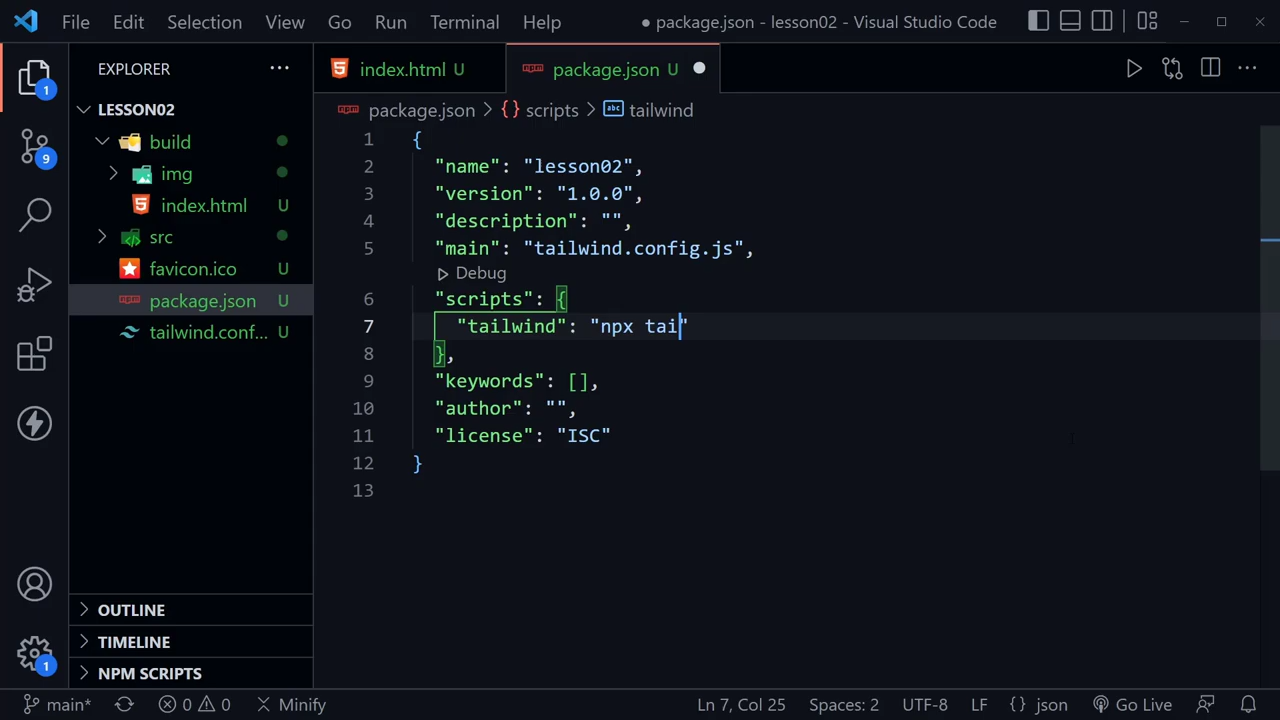 File Edit Selection View Go Run Terminal Help ● package.json - lesson02 - Visual Studio Code
EXPLORER
index.html U
package.json U
LESSON02
package.json > {} scripts > abc tailwind
build
img
index.html U
src
favicon.ico U
package.json U
tailwind.conf... U
1 {
2 "name": "lesson02",
3 "version": "1.0.0",
4 "description": "",
5 "main": "tailwind.config.js",
Debug
6 "scripts": {
7 "tailwind": "npx tai"
8 },
9 "keywords": [],
10 "author": "",
11 "license": "ISC"
12 }
13
1
9
1
OUTLINE
TIMELINE
NPM SCRIPTS
main* 0 0 Minify Ln 7, Col 25 Spaces: 2 UTF-8 LF {} json Go Live